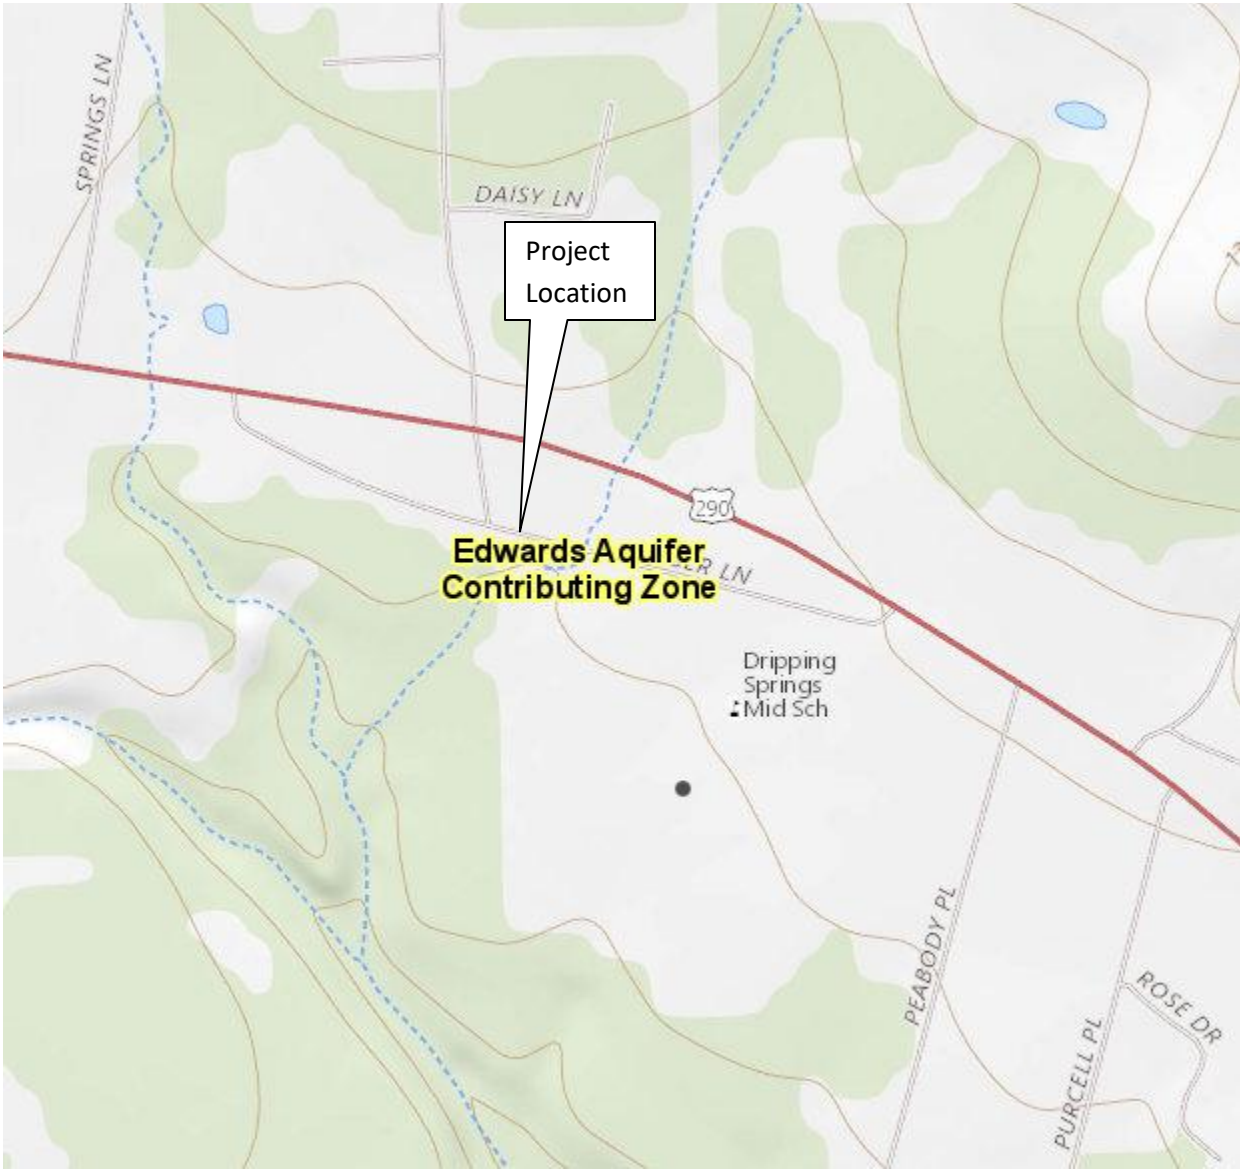 SPRINGS LN
DAISY LN
Project
Location
290
Edwards Aquifer
Contributing Zone
LN
Dripping
Springs
Mid Sch
PEABODY PL
ROSE DR
PURCELL PL